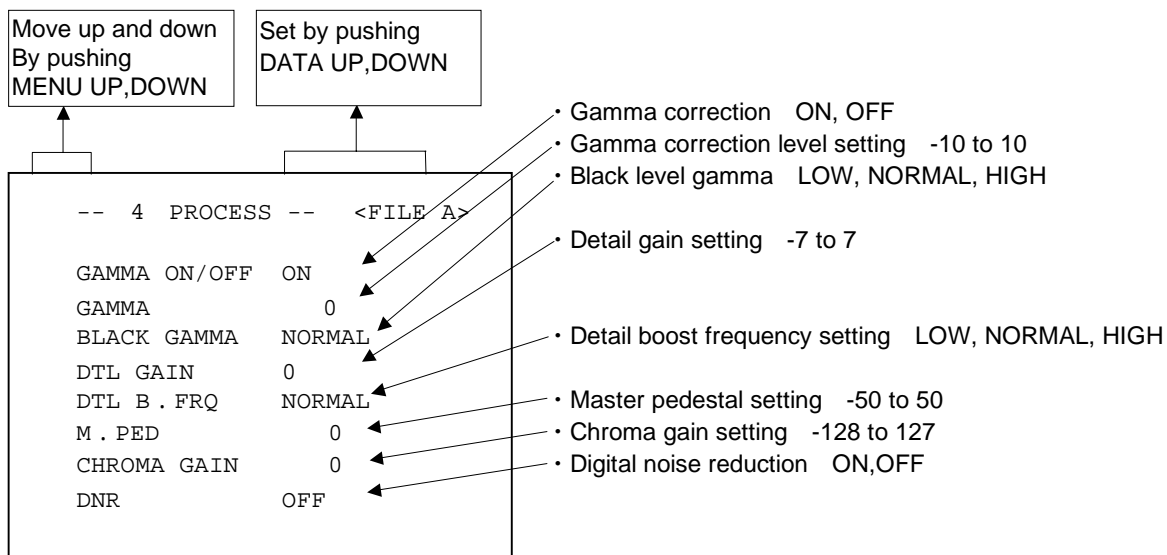 Move up and down
By pushing
MENU UP,DOWN
Set by pushing
DATA UP,DOWN
・Gamma correction ON, OFF
・Gamma correction level setting -10 to 10
・Black level gamma LOW, NORMAL, HIGH
・Detail gain setting -7 to 7
・Detail boost frequency setting LOW, NORMAL, HIGH
・Master pedestal setting -50 to 50
・Chroma gain setting -128 to 127
・Digital noise reduction ON,OFF
-- 4 PROCESS -- <FILE A>
GAMMA ON/OFF ON
GAMMA 0
BLACK GAMMA NORMAL
DTL GAIN 0
DTL B.FRQ NORMAL
M.PED 0
CHROMA GAIN 0
DNR OFF